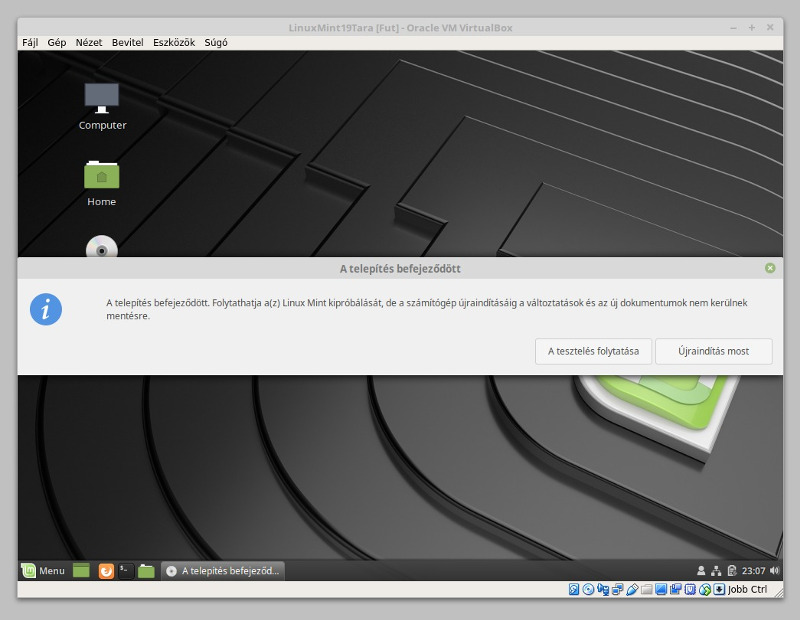 LinuxMint19Tara [Fut] - Oracle VM VirtualBox
Fájl Gép Nézet Bevitel Eszközök Súgó
Computer
Home
A telepítés befejeződött
A telepítés befejeződött. Folytathatja a(z) Linux Mint kipróbálását, de a számítógép újraindításáig a változtatások és az új dokumentumok nem kerülnek
mentésre.
A tesztelés folytatása Újraindítás most
Menu A telepítés befejeződ... 23:07
Jobb Ctrl